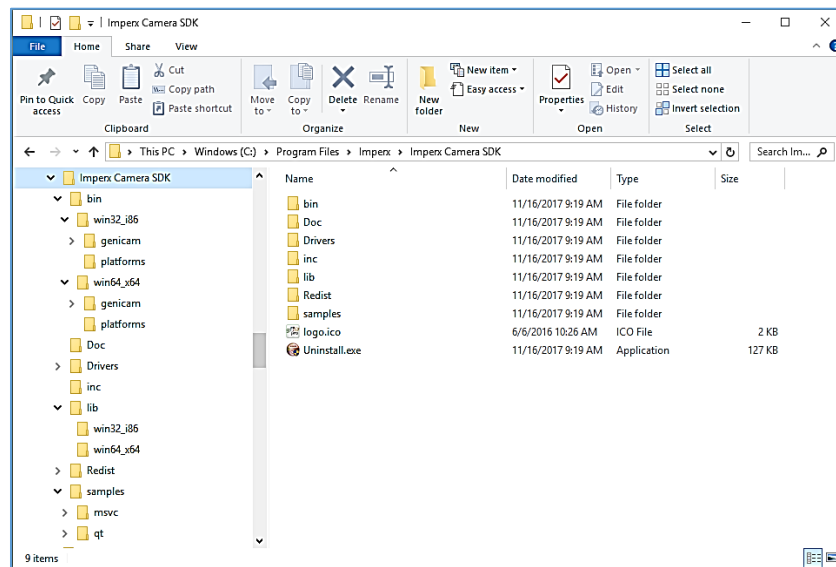 Imperx Camera SDK
File Home Share View
Pin to Quick access
Copy
Paste
Cut
Copy path
Paste shortcut
Clipboard
Move to
Copy to
Delete
Rename
Organize
New folder
New item
Easy access
New
Properties
Open
Edit
History
Open
Select all
Select none
Invert selection
Select
This PC > Windows (C:) > Program Files > Imperx > Imperx Camera SDK
Search Im...
Imperx Camera SDK
bin
win32_i86
genicam
platforms
win64_x64
genicam
platforms
Doc
Drivers
inc
lib
win32_i86
win64_x64
Redist
samples
msvc
qt
Name Date modified Type Size
bin 11/16/2017 9:19 AM File folder
Doc 11/16/2017 9:19 AM File folder
Drivers 11/16/2017 9:19 AM File folder
inc 11/16/2017 9:19 AM File folder
lib 11/16/2017 9:19 AM File folder
Redist 11/16/2017 9:19 AM File folder
samples 11/16/2017 9:19 AM File folder
logo.ico 6/6/2016 10:26 AM ICO File 2 KB
Uninstall.exe 11/16/2017 9:19 AM Application 127 KB
9 items